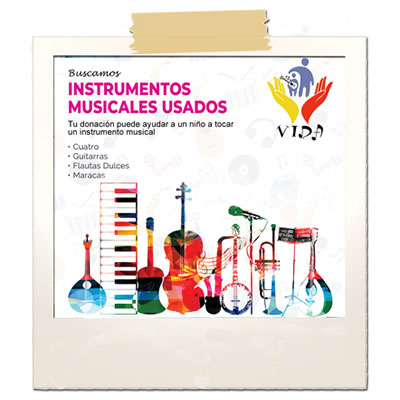 Buscamos
INSTRUMENTOS
MUSICALES USADOS
Tu donación puede ayudar a un niño a tocar
un instrumento musical
• Cuatro
• Guitarras
• Flautas Dulces
• Maracas
VIDA